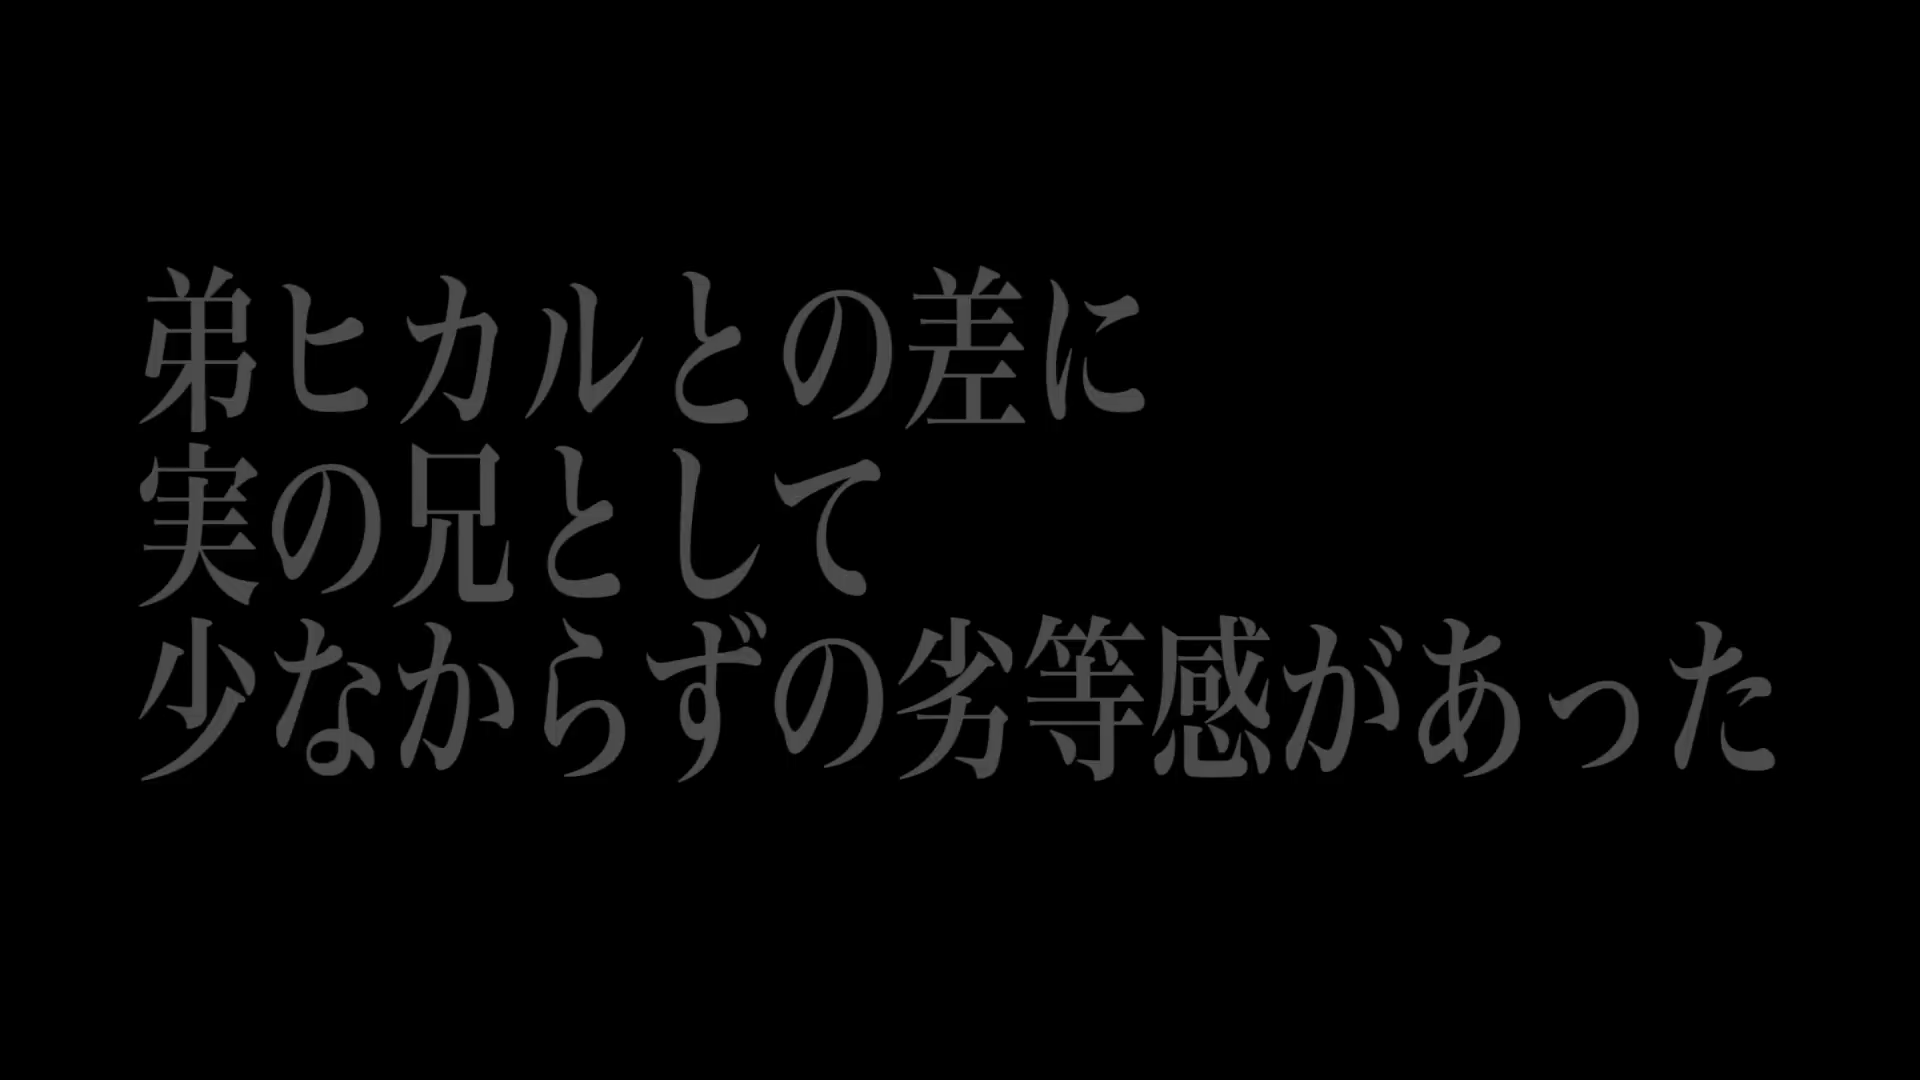 弟ヒカルとの差に
実の兄として
少なからずの劣等感があった